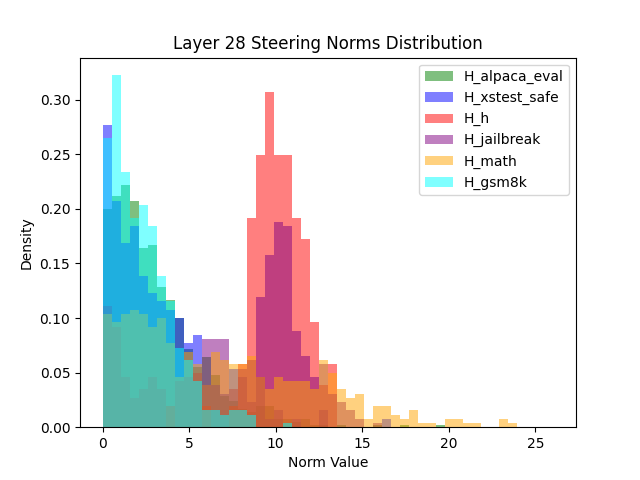 Layer 28 Steering Norms Distribution
H_alpaca_eval
H_xstest_safe
H_h
H_jailbreak
H_math
H_gsm8k
0.30
0.25
0.20
0.15
0.10
0.05
0.00
Density
0 5 10 15 20 25
Norm Value